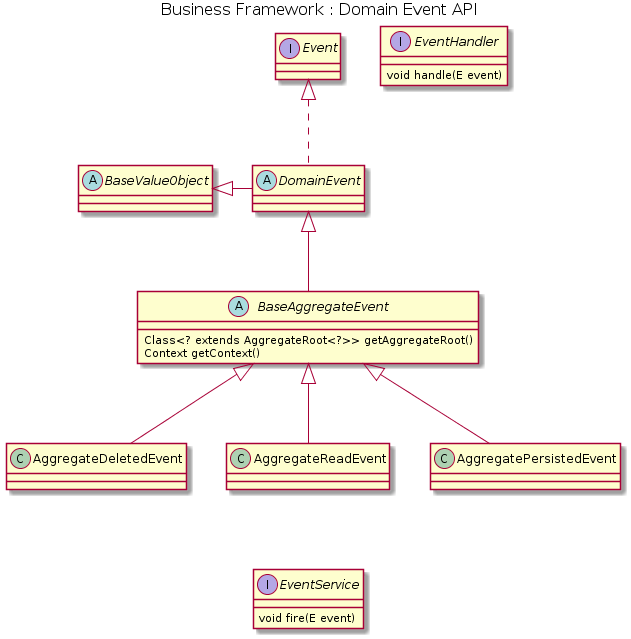 Business Framework : Domain Event API
I Event
I EventHandler
void handle(E event)
A BaseValueObject
A DomainEvent
A BaseAggregateEvent
Class<? extends AggregateRoot<?>> getAggregateRoot()
Context getContext()
C AggregateDeletedEvent
C AggregateReadEvent
C AggregatePersistedEvent
I EventService
void fire(E event)